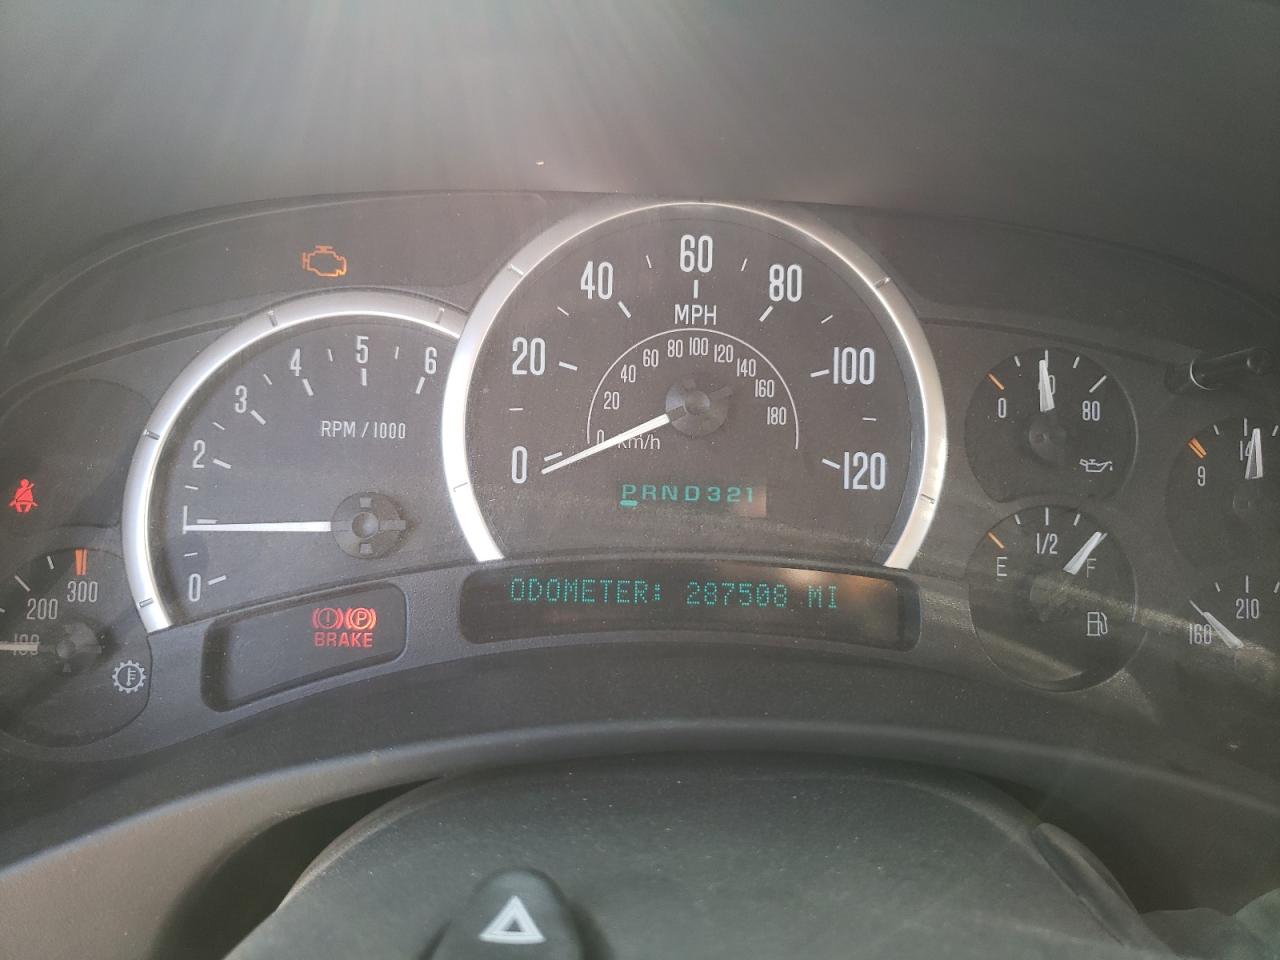 60
40 80
MPH
20 100
0 120
20 40 60 80 100 120 140 160 180
0 km/h
PRND321
ODOMETER: 287508 MI
0 2 3 4 5 6
RPM / 1000
BRAKE
P
100 200 300
0 80
E 1/2 F
9
160 210